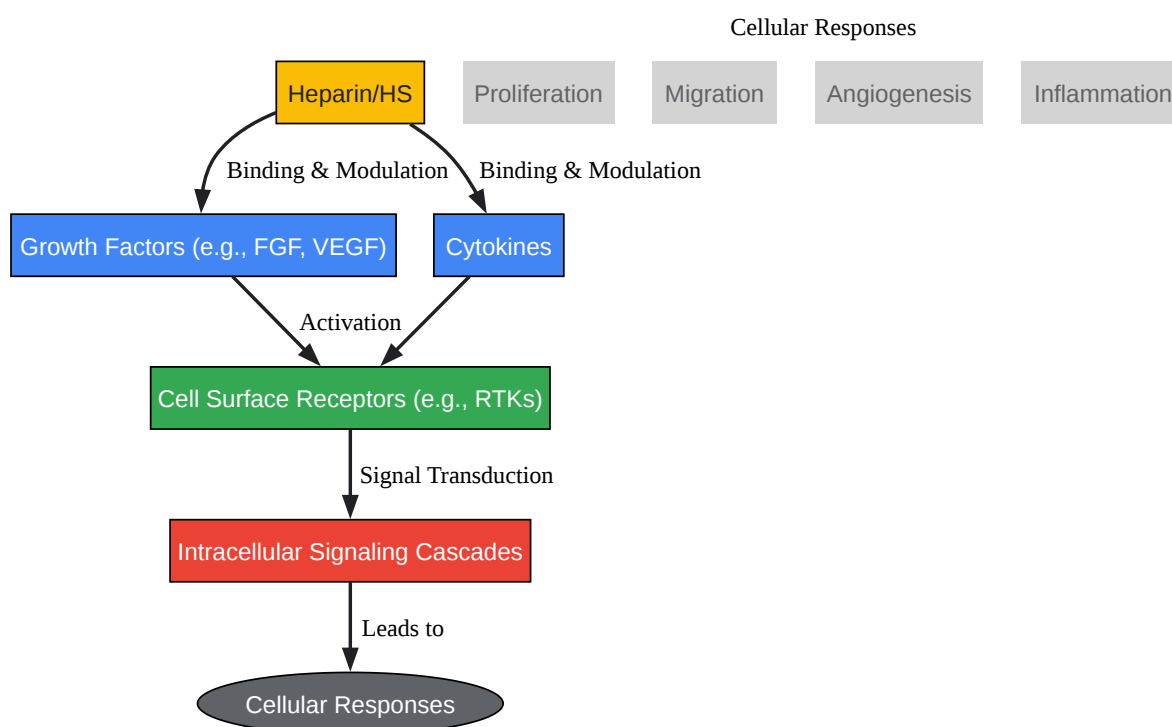 Cellular Responses
Heparin/HS
Proliferation
Migration
Angiogenesis
Inflammation
Binding & Modulation
Binding & Modulation
Growth Factors (e.g., FGF, VEGF)
Cytokines
Activation
Cell Surface Receptors (e.g., RTKs)
Signal Transduction
Intracellular Signaling Cascades
Leads to
Cellular Responses